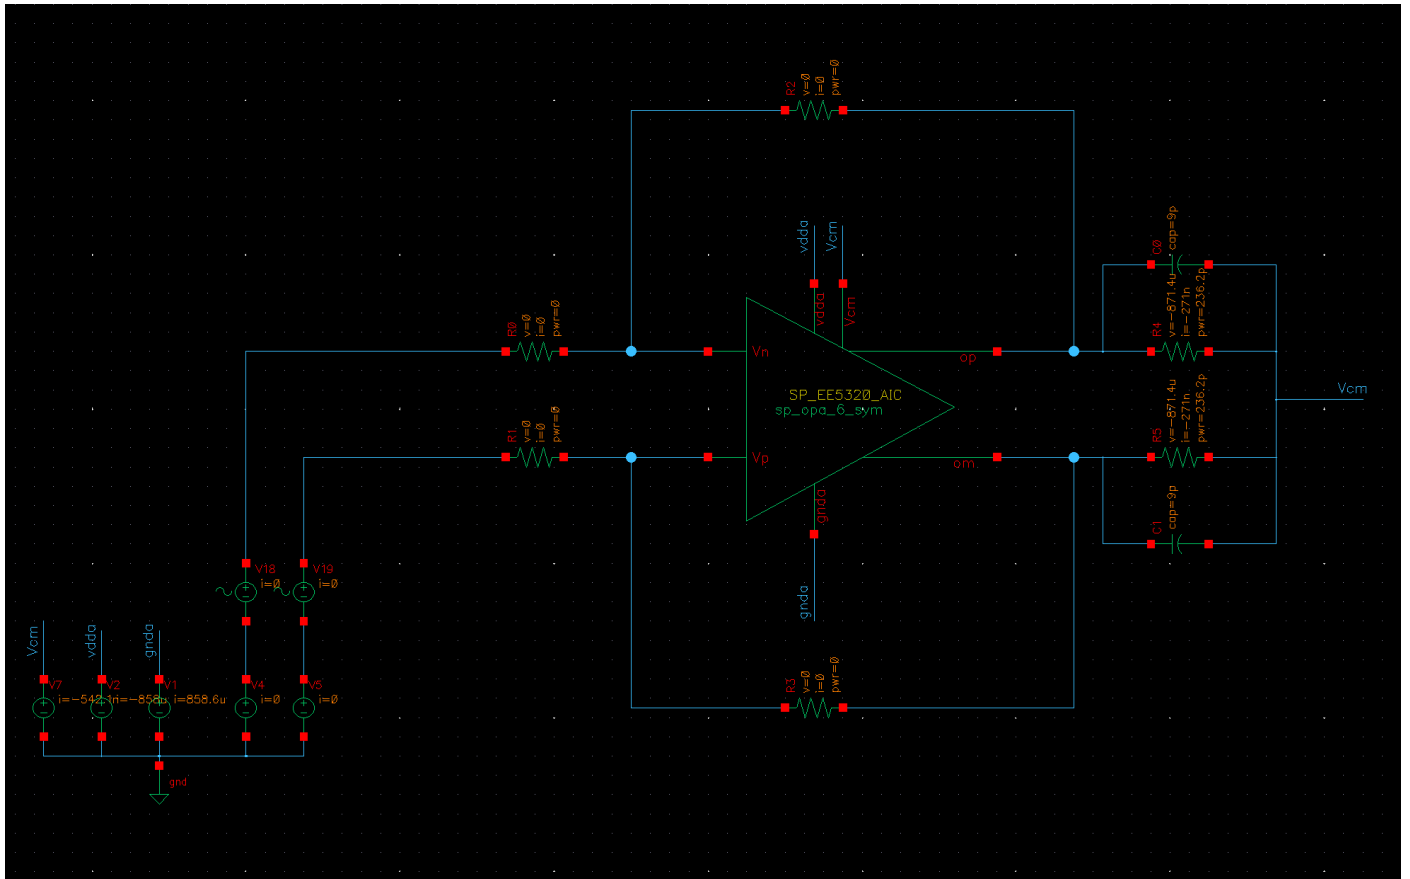 R2
v=0
i=0
pwr=0
vdda
Vcm
C0
cap=9p
R0
v=0
i=0
pwr=0
vdda
Vcm
R4
v=-871.4u
i=-271n
pwr=236.2p
Vn
op
SP_EE5320_AIC
sp_opa_6_sym
Vcm
R1
v=0
i=0
pwr=0
Vp
om
R5
v=-871.4u
i=-271n
pwr=236.2p
gnda
C1
cap=9p
V18
i=0
V19
i=0
gnda
Vcm
vdda
gnda
V7
V2
V1
i=858.6u
V4
i=0
V5
i=0
R3
v=0
i=0
pwr=0
gnd